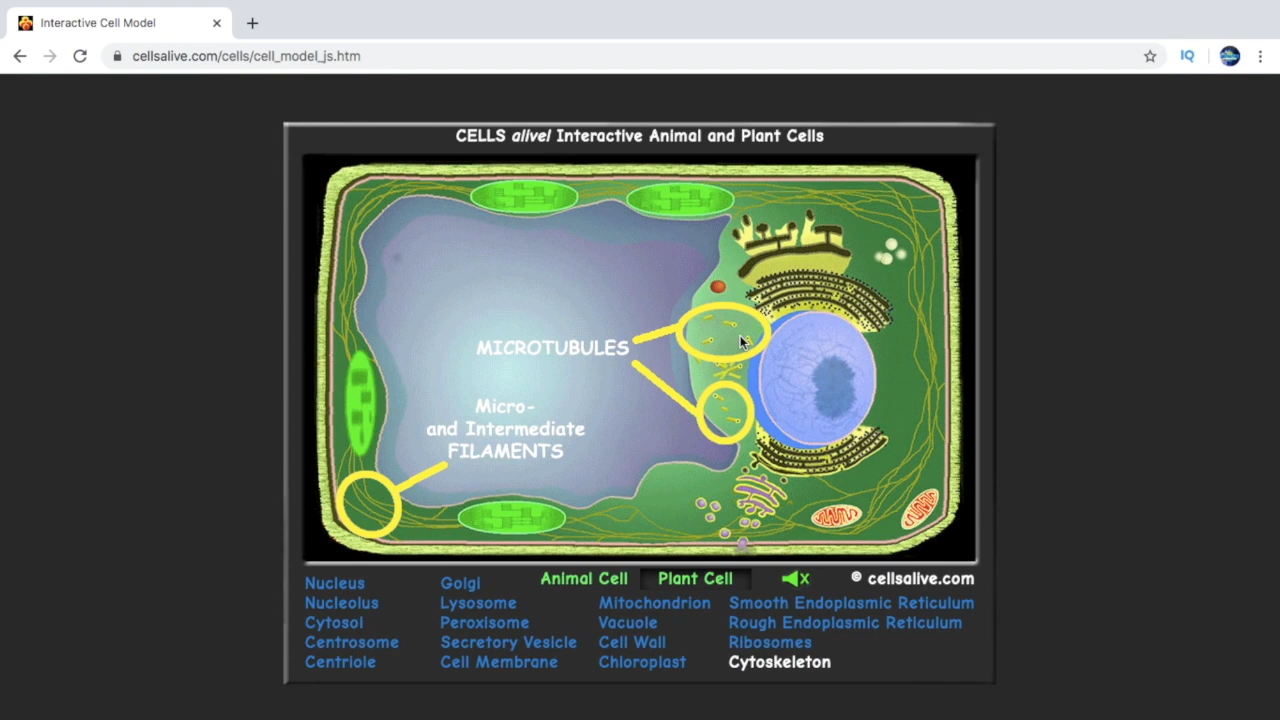 Interactive Cell Model
cellsalive.com/cells/cell_model_js.htm
IQ
CELLS alive! Interactive Animal and Plant Cells
MICROTUBULES
Micro-
and Intermediate
FILAMENTS
Animal Cell Plant Cell © cellsalive.com
Nucleus
Nucleolus
Cytosol
Centrosome
Centriole
Golgi
Lysosome
Peroxisome
Secretory Vesicle
Cell Membrane
Mitochondrion
Vacuole
Cell Wall
Chloroplast
Smooth Endoplasmic Reticulum
Rough Endoplasmic Reticulum
Ribosomes
Cytoskeleton